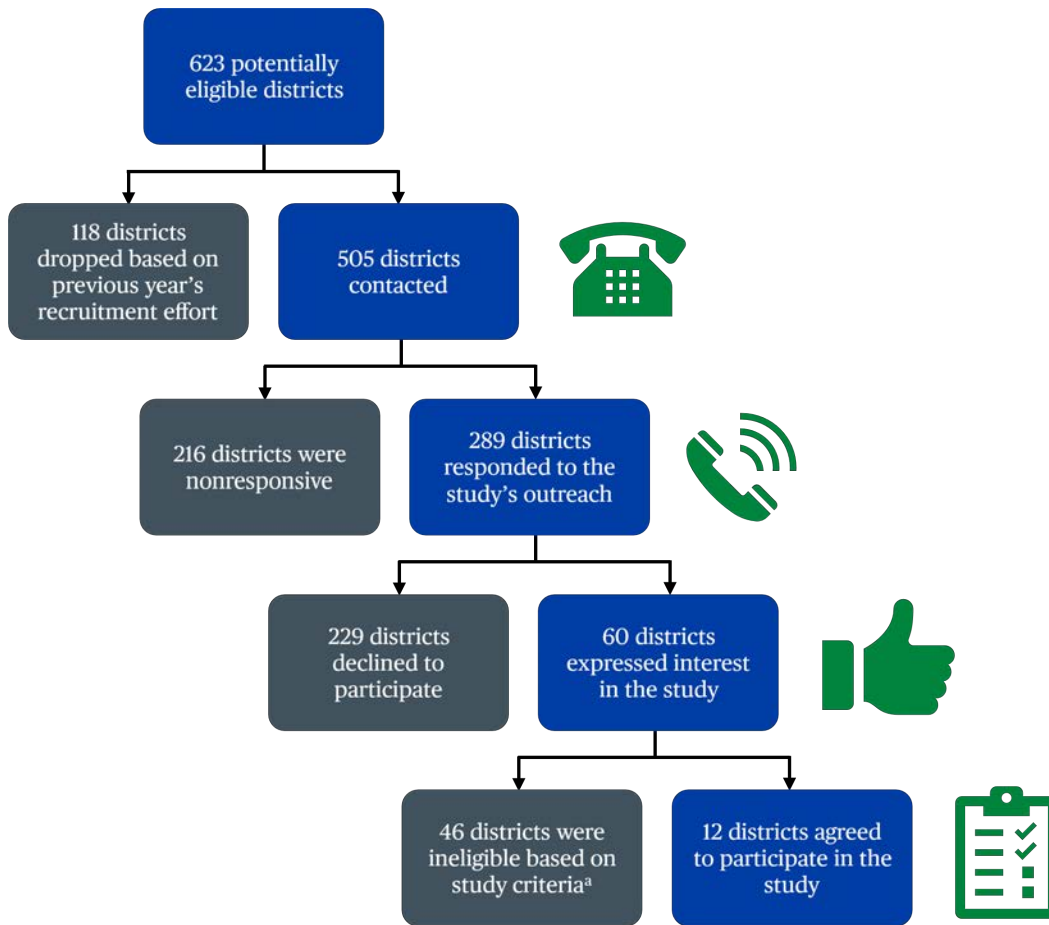 623 potentially
eligible districts
118 districts
dropped based on
previous year’s
recruitment effort
505 districts
contacted
216 districts were
nonresponsive
289 districts
responded to the
study’s outreach
229 districts
declined to
participate
60 districts
expressed interest
in the study
46 districts were
ineligible based on
study criteriaᵃ
12 districts agreed
to participate in the
study